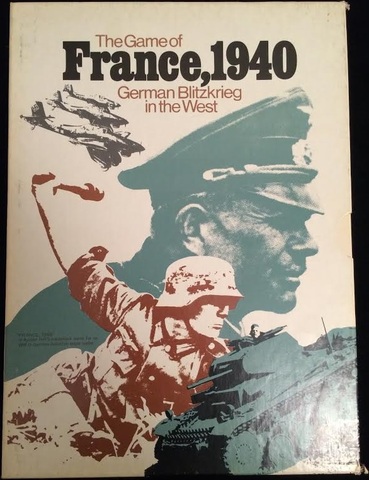 The Game of
France, 1940
German Blitzkrieg
in the West